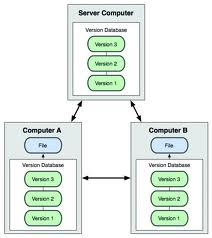 Server Computer
Version Database
Version 3
Version 2
Version 1
Computer A
File
Version Database
Version 3
Version 2
Version 1
Computer B
File
Version Database
Version 3
Version 2
Version 1